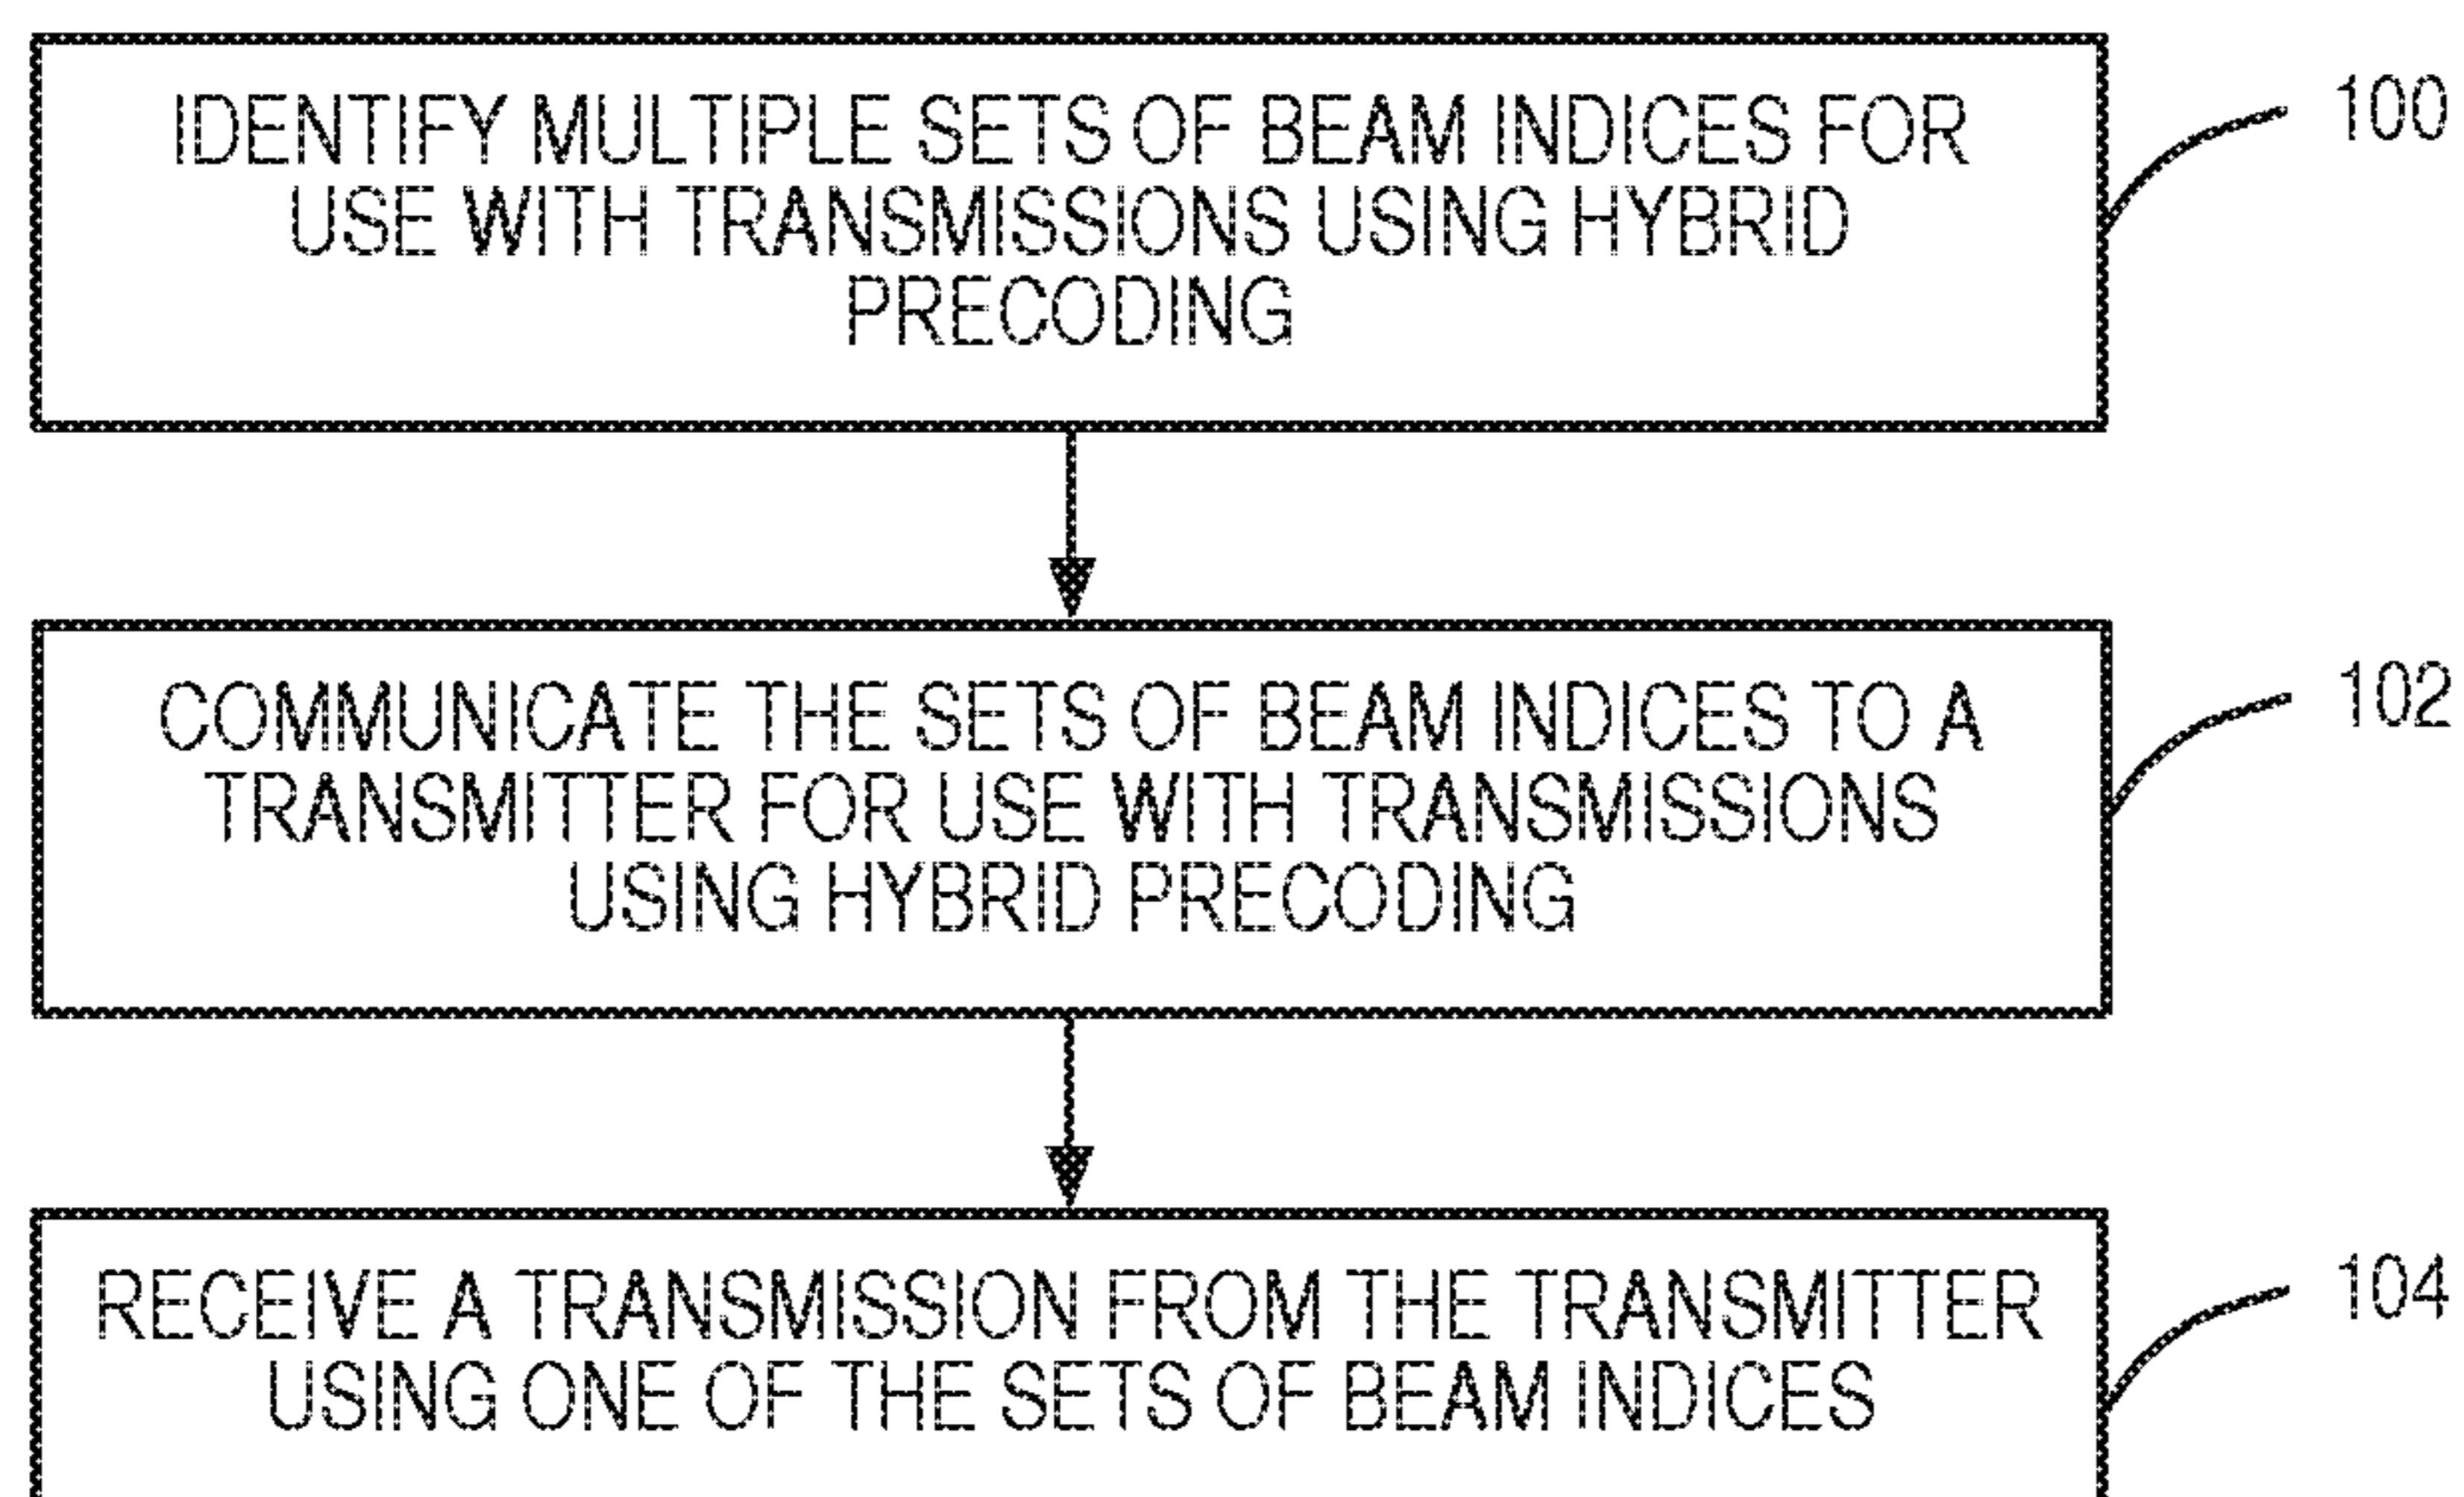 IDENTIFY MULTIPLE SETS OF BEAM INDICES FOR
USE WITH TRANSMISSIONS USING HYBRID
PRECODING
100
COMMUNICATE THE SETS OF BEAM INDICES TO A
TRANSMITTER FOR USE WITH TRANSMISSIONS
USING HYBRID PRECODING
102
RECEIVE A TRANSMISSION FROM THE TRANSMITTER
USING ONE OF THE SETS OF BEAM INDICES
104